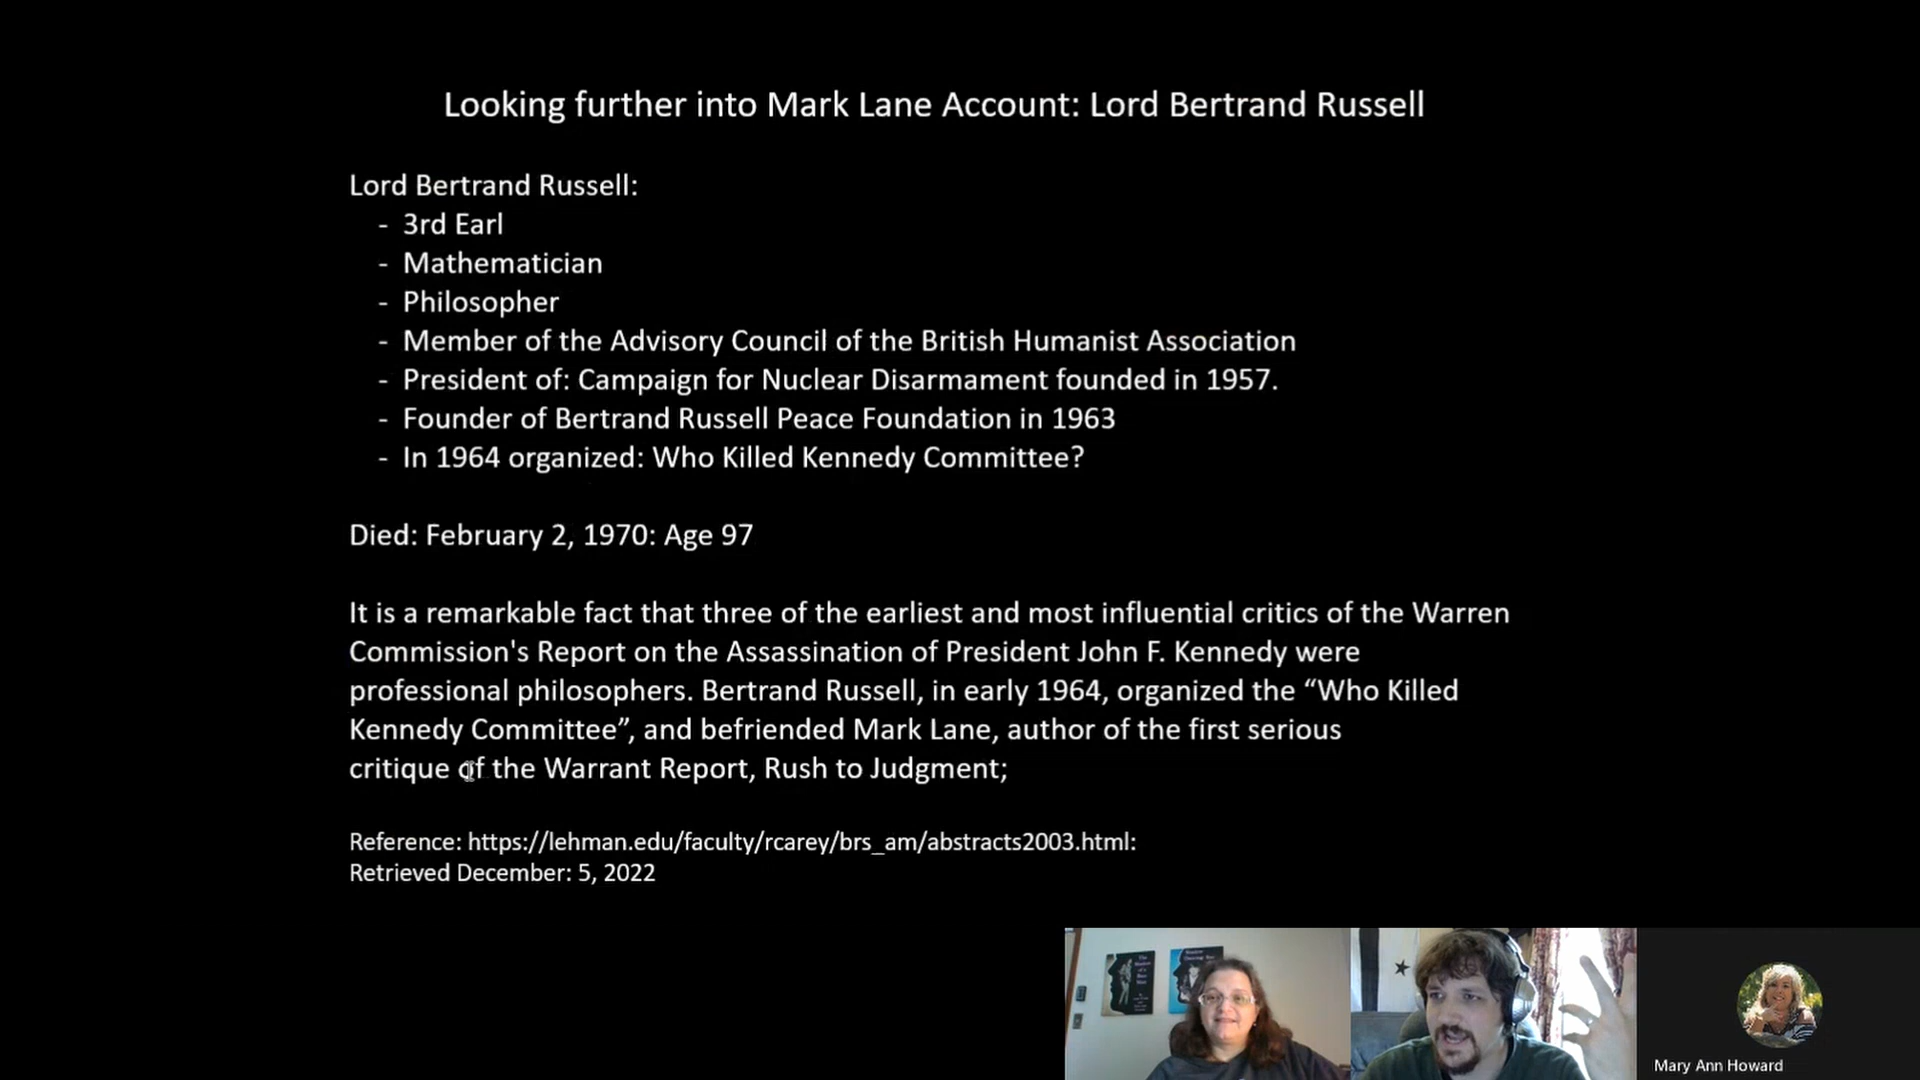 Looking further into Mark Lane Account: Lord Bertrand Russell
Lord Bertrand Russell:
- 3rd Earl
- Mathematician
- Philosopher
- Member of the Advisory Council of the British Humanist Association
- President of: Campaign for Nuclear Disarmament founded in 1957.
- Founder of Bertrand Russell Peace Foundation in 1963
- In 1964 organized: Who Killed Kennedy Committee?
Died: February 2, 1970: Age 97
It is a remarkable fact that three of the earliest and most influential critics of the Warren
Commission's Report on the Assassination of President John F. Kennedy were
professional philosophers. Bertrand Russell, in early 1964, organized the “Who Killed
Kennedy Committee”, and befriended Mark Lane, author of the first serious
critique of the Warrant Report, Rush to Judgment;
Reference: https://lehman.edu/faculty/rcarey/brs_am/abstracts2003.html:
Retrieved December: 5, 2022
Mary Ann Howard